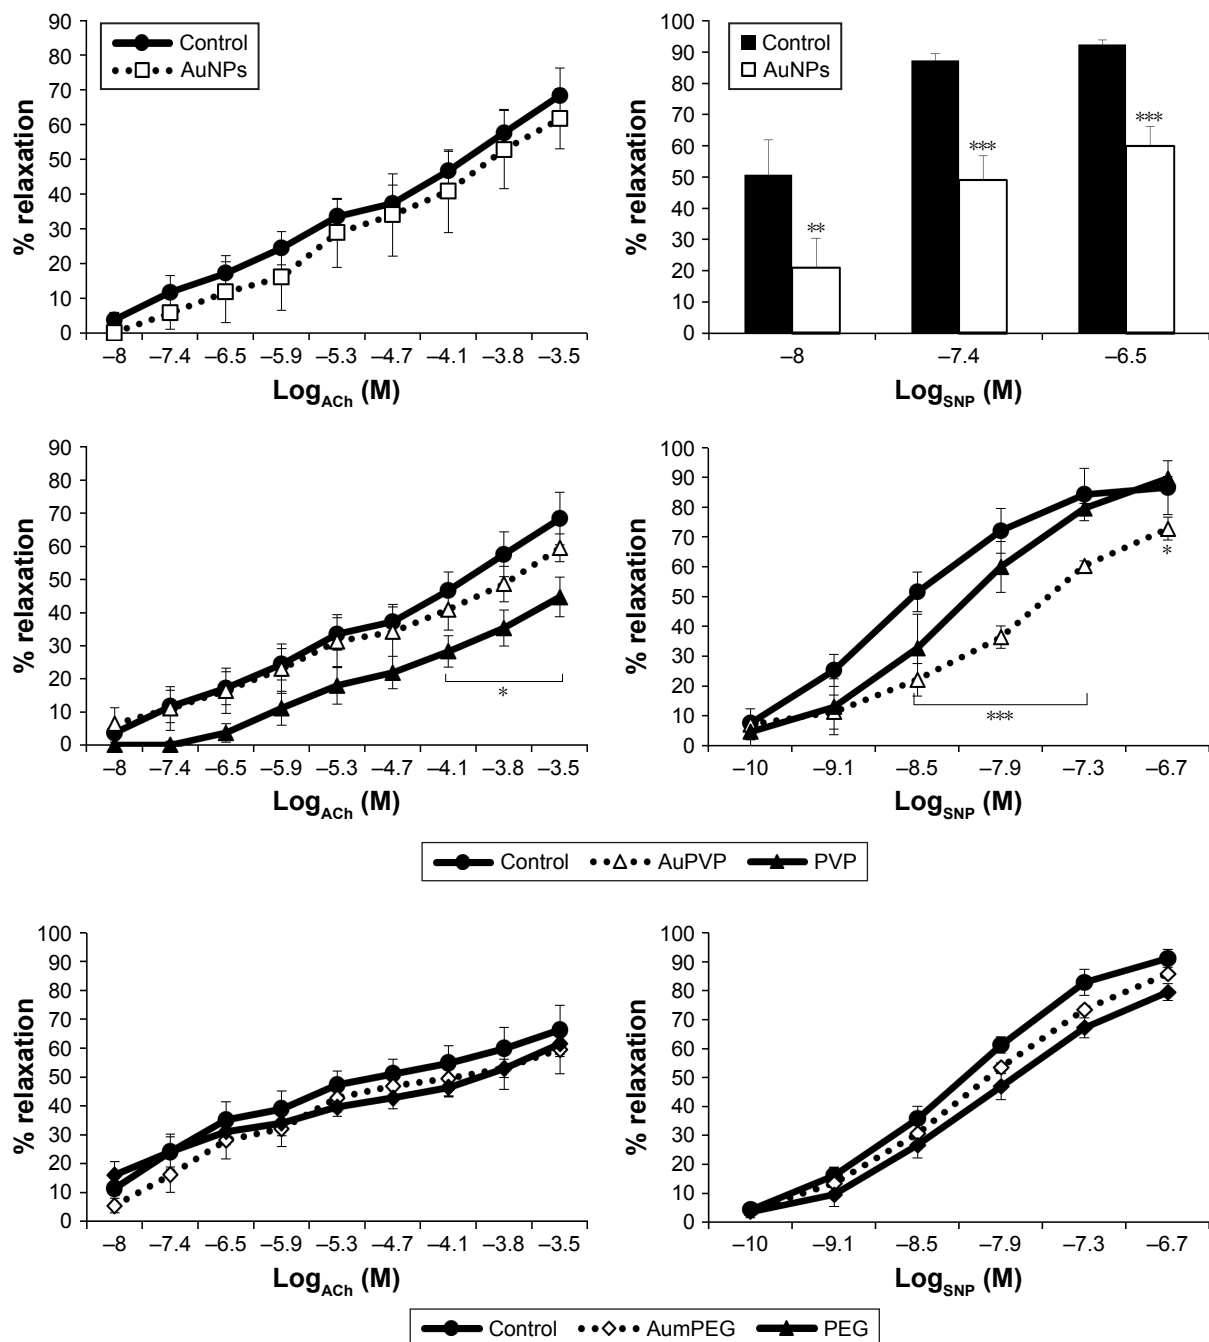 90
80
70
60
50
40
30
20
10
0
% relaxation
Control
AuNPs
–8 –7.4 –6.5 –5.9 –5.3 –4.7 –4.1 –3.8 –3.5
Log_ACh (M)
100
90
80
70
60
50
40
30
20
10
0
% relaxation
Control
AuNPs
** *** ***
–8 –7.4 –6.5
Log_SNP (M)
90
80
70
60
50
40
30
20
10
0
% relaxation
*
–8 –7.4 –6.5 –5.9 –5.3 –4.7 –4.1 –3.8 –3.5
Log_ACh (M)
100
90
80
70
60
50
40
30
20
10
0
% relaxation
*
***
–10 –9.1 –8.5 –7.9 –7.3 –6.7
Log_SNP (M)
Control AuPVP PVP
100
90
80
70
60
50
40
30
20
10
0
% relaxation
–8 –7.4 –6.5 –5.9 –5.3 –4.7 –4.1 –3.8 –3.5
Log_ACh (M)
100
90
80
70
60
50
40
30
20
10
0
% relaxation
–10 –9.1 –8.5 –7.9 –7.3 –6.7
Log_SNP (M)
Control AumPEG PEG